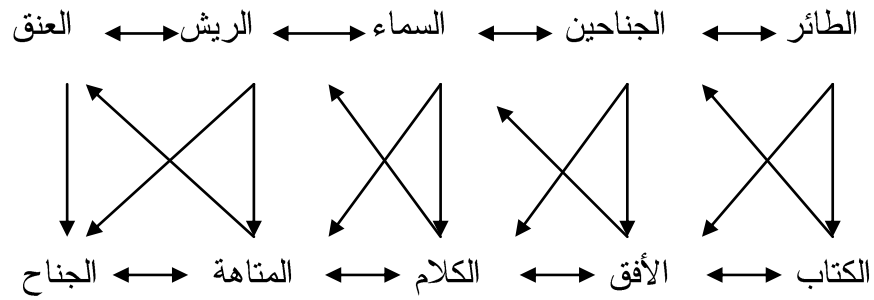 الطائر الجناحين السماء الريش العنق
الكتاب الأفق الكلام المتاهة الجناح